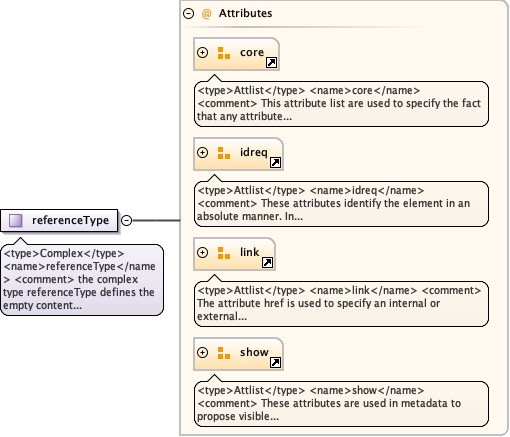 @ Attributes
core
<type>Attlist</type> <name>core</name>
<comment> This attribute list are used to specify the fact
that any attribute...
idreq
<type>Attlist</type> <name>idreq</name>
<comment> These attributes identify the element in an
absolute manner. In...
referenceType
<type>Complex</type>
<name>referenceType</name
> <comment> the complex
type referenceType defines the
empty content...
link
<type>Attlist</type> <name>link</name> <comment>
The attribute href is used to specify an internal or
external...
show
<type>Attlist</type> <name>show</name>
<comment> These attributes are used in metadata to
propose visible...